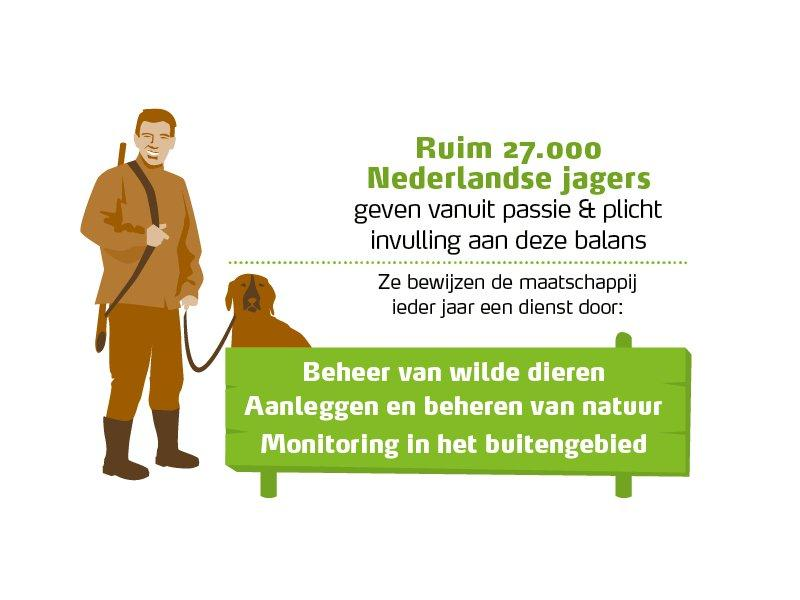 Ruim 27.000
Nederlandse jagers
geven vanuit passie & plicht
invulling aan deze balans
Ze bewijzen de maatschappij
ieder jaar een dienst door:
Beheer van wilde dieren
Aanleggen en beheren van natuur
Monitoring in het buitengebied